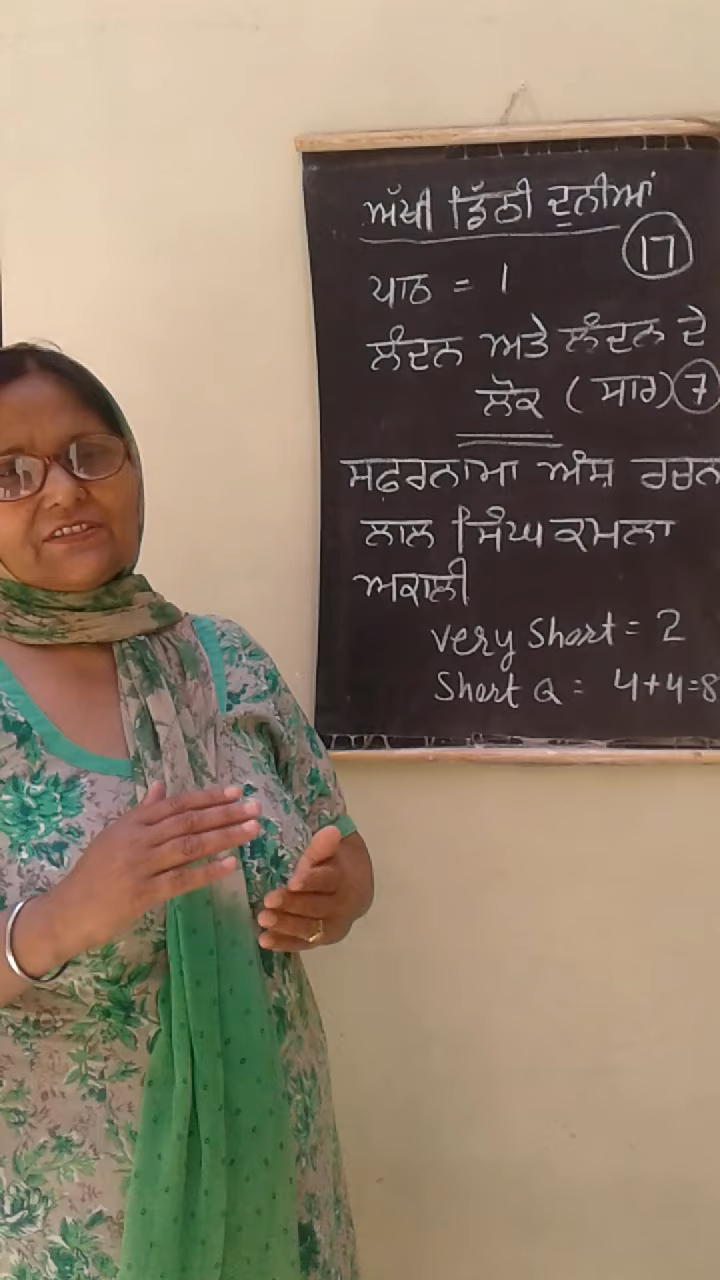 ਅੱਖੀਂ ਡਿੱਠੀ ਦੁਨੀਆਂ
17
ਪਾਠ = 1
ਲੰਦਨ ਅਤੇ ਲੰਦਨ ਦੇ
ਲੋਕ (ਸਾਰ) 7
ਸਫ਼ਰਨਾਮਾ ਅੰਸ਼ ਰਚਨ
ਲਾਲ ਸਿੰਘ ਕਮਲਾ
ਅਕਾਲੀ
Very Short = 2
Short Q = 4+4=8